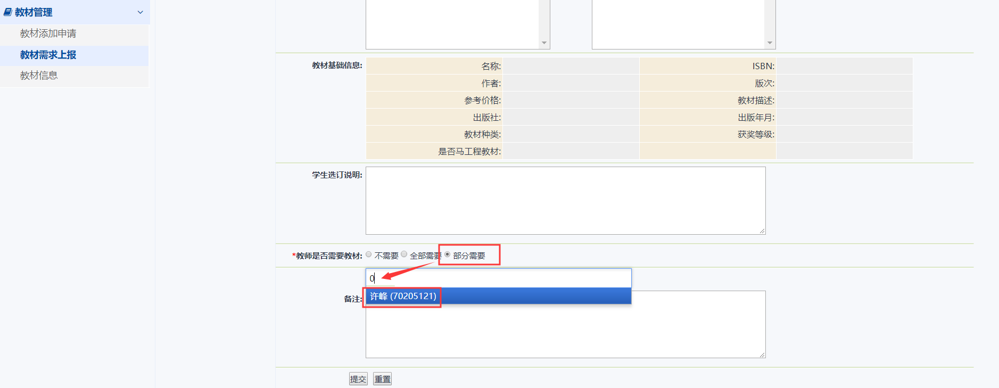 教材管理
教材添加申请
教材需求上报
教材信息
教材基础信息:
名称:
ISBN:
作者:
版次:
参考价格:
教材描述:
出版社:
出版年月:
教材种类:
获奖等级:
是否马工程教材:
学生选订说明:
*教师是否需要教材: 不需要 全部需要 部分需要
0
许峰 (70205121)
备注:
提交 重置